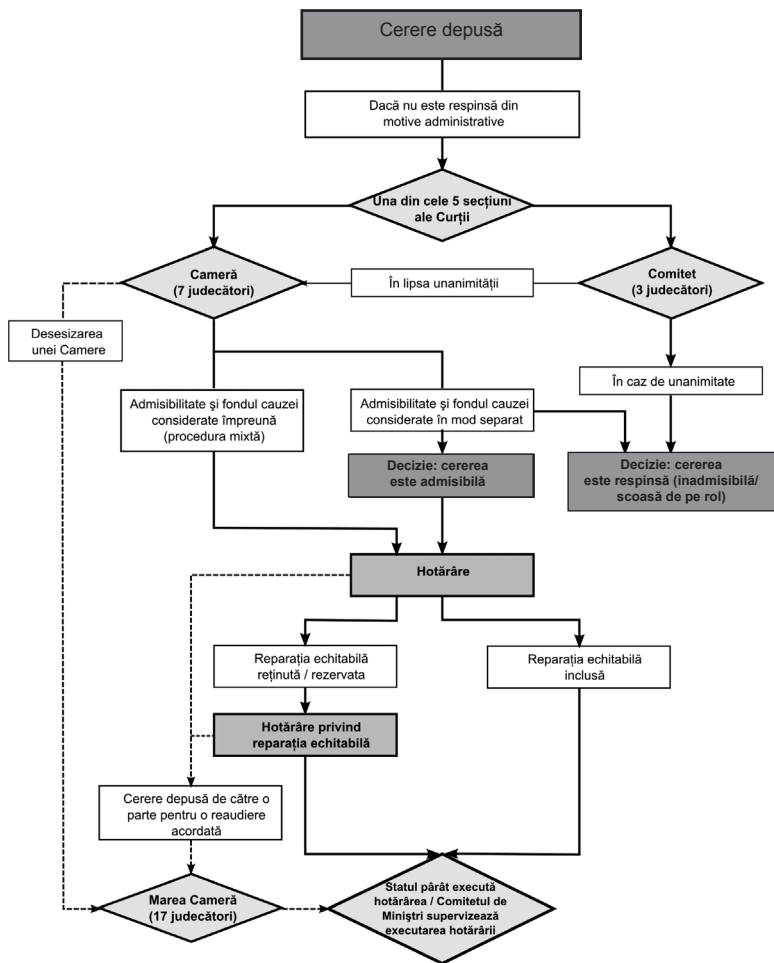 Cerere depusă
Dacă nu este respinsă din
motive administrative
Una din cele 5 secțiuni
ale Curții
Cameră
(7 judecători)
În lipsa unanimității
Comitet
(3 judecători)
Desesizarea
unei Camere
În caz de unanimitate
Admisibilitate şi fondul cauzei
considerate împreună
(procedura mixtă)
Admisibilitate şi fondul cauzei
considerate în mod separat
Decizie: cererea
este admisibilă
Decizie: cererea
este respinsă (inadmisibilă/
scoasă de pe rol)
Hotărâre
Reparația echitabilă
reținută / rezervata
Reparația echitabilă
inclusă
Hotărâre privind
reparația echitabilă
Cerere depusă de către o
parte pentru o reaudiere
acordată
Marea Cameră
(17 judecători)
Statul pârât execută
hotărârea / Comitetul de
Miniștri supervizează
executarea hotărârii